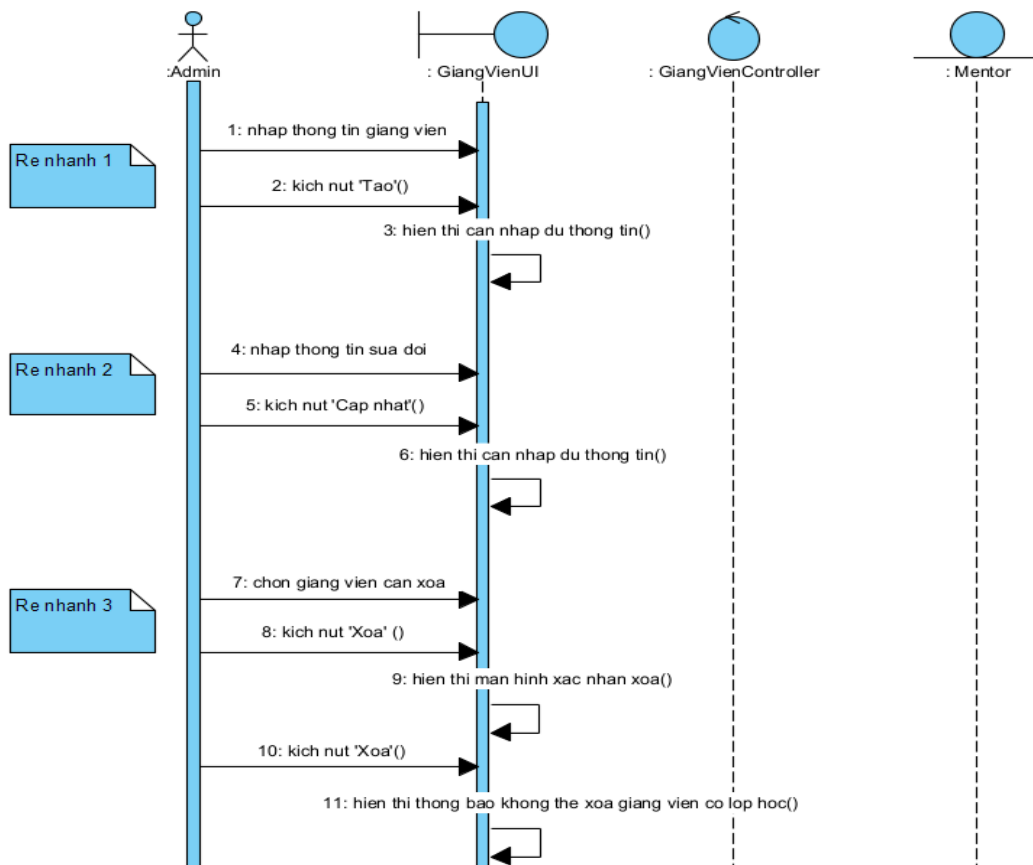 :Admin
: GiangVienUI
: GiangVienController
: Mentor
1: nhap thong tin giang vien
Re nhanh 1
2: kich nut 'Tao'()
3: hien thi can nhap du thong tin()
4: nhap thong tin sua doi
Re nhanh 2
5: kich nut 'Cap nhat'()
6: hien thi can nhap du thong tin()
7: chon giang vien can xoa
Re nhanh 3
8: kich nut 'Xoa' ()
9: hien thi man hinh xac nhan xoa()
10: kich nut 'Xoa'()
11: hien thi thong bao khong the xoa giang vien co lop hoc()